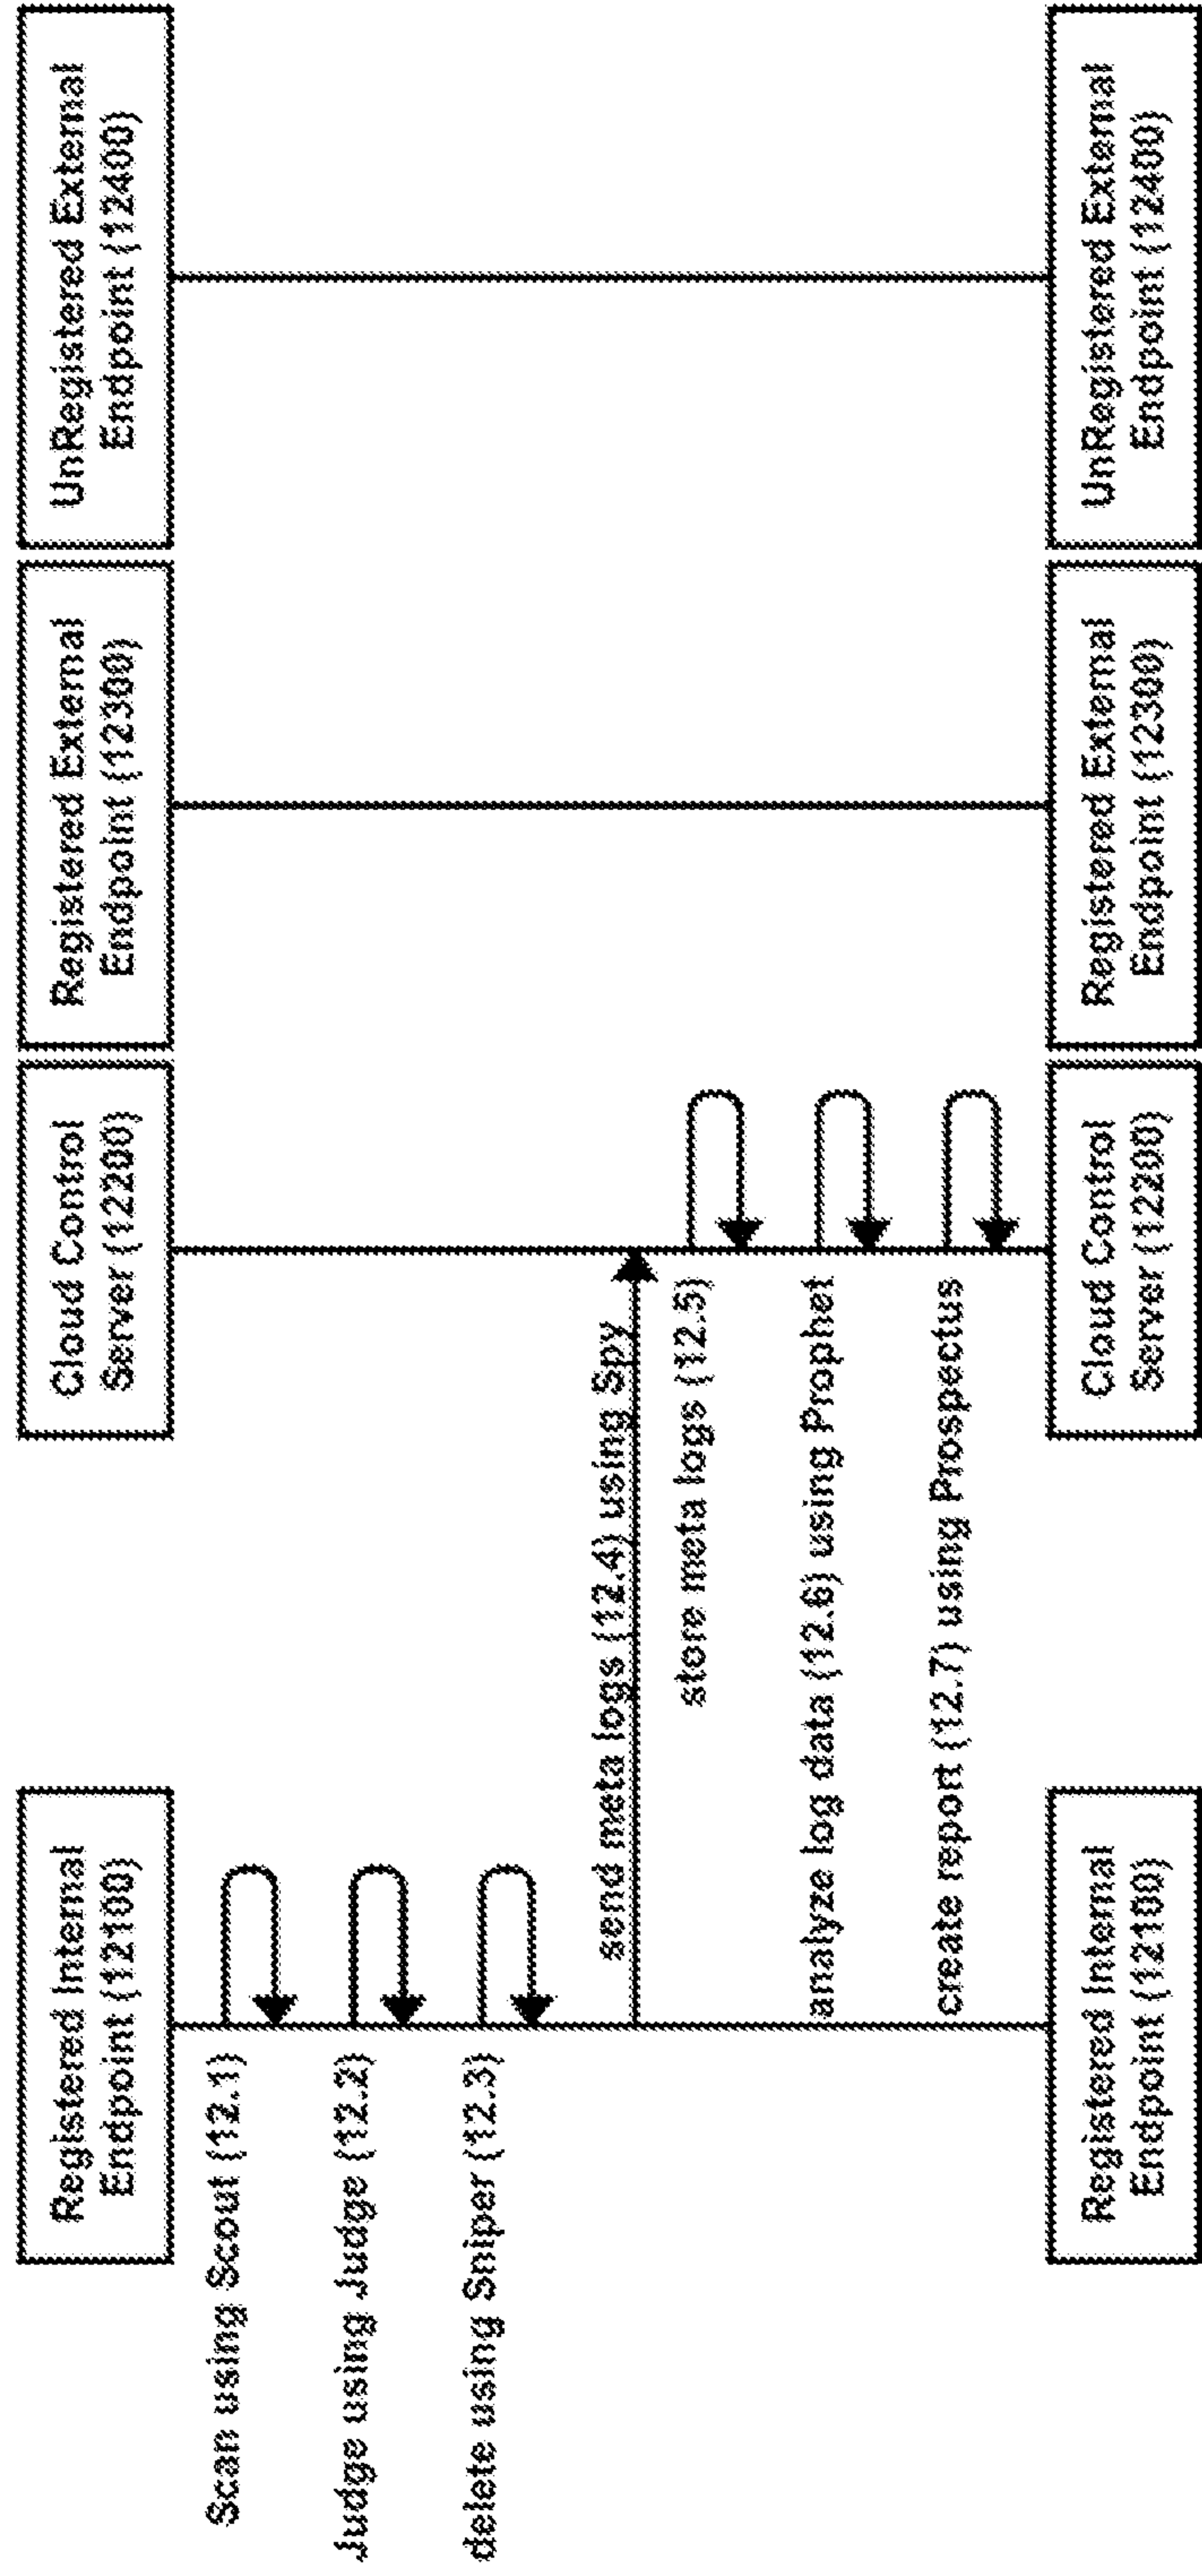 Registered Internal
Endpoint (12100)
Cloud Control
Server (12200)
Registered External
Endpoint (12300)
UnRegistered External
Endpoint (12400)
Scan using Scout (12.1)
Judge using Judge (12.2)
delete using Sniper (12.3)
send meta logs (12.4) using Spy
store meta logs (12.5)
analyze log data (12.6) using Prophet
create report (12.7) using Prospectus
Registered Internal
Endpoint (12100)
Cloud Control
Server (12200)
Registered External
Endpoint (12300)
UnRegistered External
Endpoint (12400)